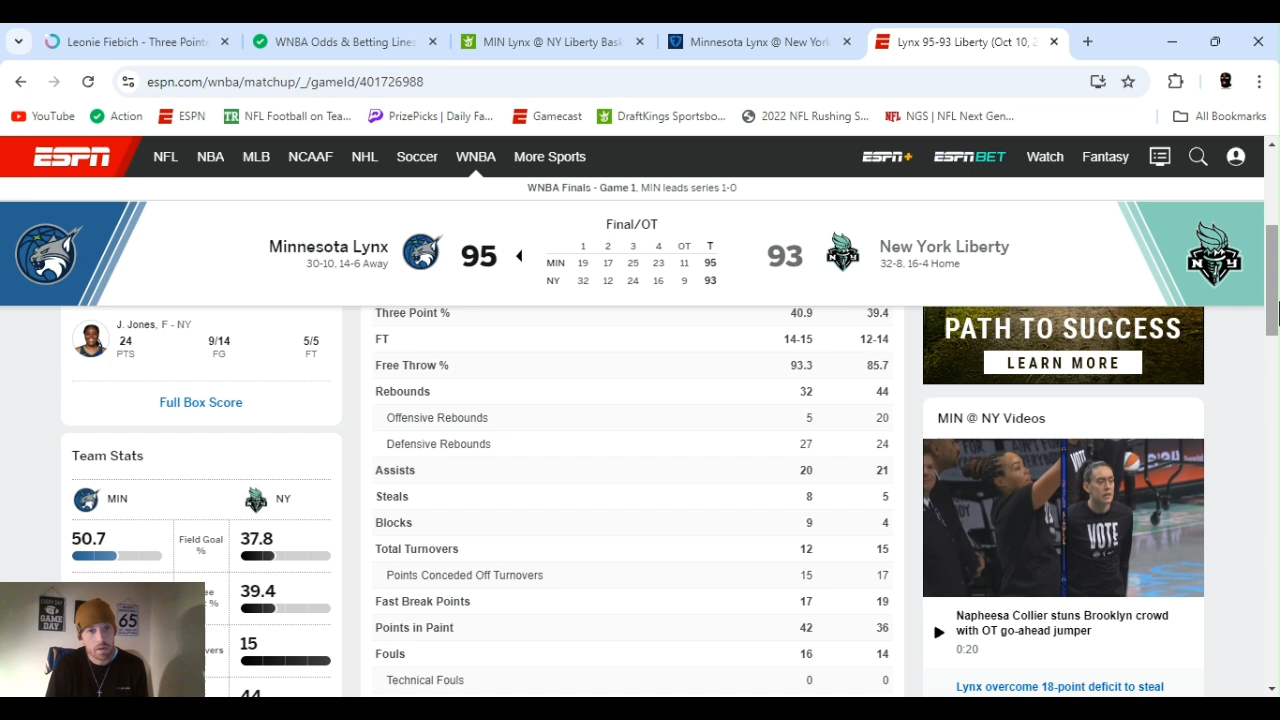 Leonie Fiebich - Three Point
WNBA Odds & Betting Lines
MIN Lynx @ NY Liberty Bask
Minnesota Lynx @ New York
Lynx 95-93 Liberty (Oct 10, 2
espn.com/wnba/matchup/_/gameId/401726988
YouTube
Action
ESPN
NFL Football on Tea...
PrizePicks | Daily Fa...
Gamecast
DraftKings Sportsbo...
2022 NFL Rushing S...
NGS | NFL Next Gen...
All Bookmarks
ESPN
NFL
NBA
MLB
NCAAF
NHL
Soccer
WNBA
More Sports
ESPN+
ESPN BET
Watch
Fantasy
WNBA Finals - Game 1, MIN leads series 1-0
Minnesota Lynx
30-10, 14-6 Away
95
Final/OT
1 2 3 4 OT T
MIN 19 17 25 23 11 95
NY 32 12 24 16 9 93
93
New York Liberty
32-8, 16-4 Home
J. Jones, F - NY
24 9/14 5/5
PTS FG FT
Full Box Score
Team Stats
MIN NY
50.7 Field Goal % 37.8
39.4
15
44
Three Point % 40.9 39.4
FT 14-15 12-14
Free Throw % 93.3 85.7
Rebounds 32 44
Offensive Rebounds 5 20
Defensive Rebounds 27 24
Assists 20 21
Steals 8 5
Blocks 9 4
Total Turnovers 12 15
Points Conceded Off Turnovers 15 17
Fast Break Points 17 19
Points in Paint 42 36
Fouls 16 14
Technical Fouls 0 0
PATH TO SUCCESS
LEARN MORE
MIN @ NY Videos
VOTE
VOTE
Napheesa Collier stuns Brooklyn crowd
with OT go-ahead jumper
0:20
Lynx overcome 18-point deficit to steal
GAME
DAY
65